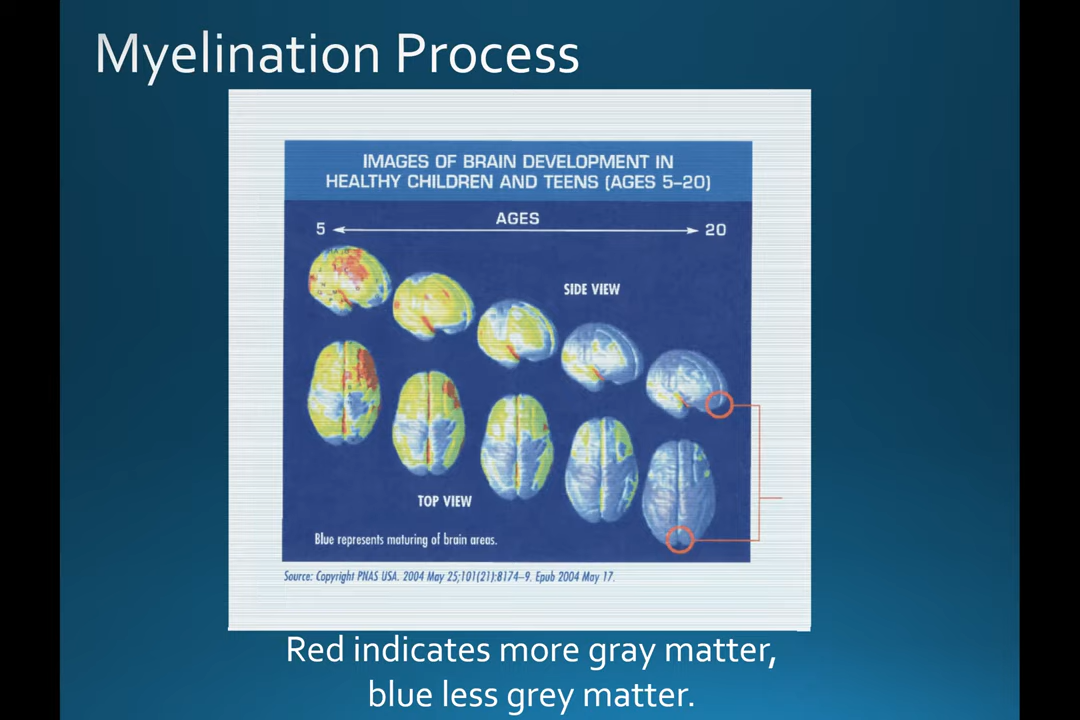 Myelination Process
IMAGES OF BRAIN DEVELOPMENT IN
HEALTHY CHILDREN AND TEENS (AGES 5–20)
AGES
5
20
SIDE VIEW
TOP VIEW
Blue represents maturing of brain areas.
Source: Copyright PNAS USA. 2004 May 25;101(21):8174–9. Epub 2004 May 17.
Red indicates more gray matter,
blue less grey matter.